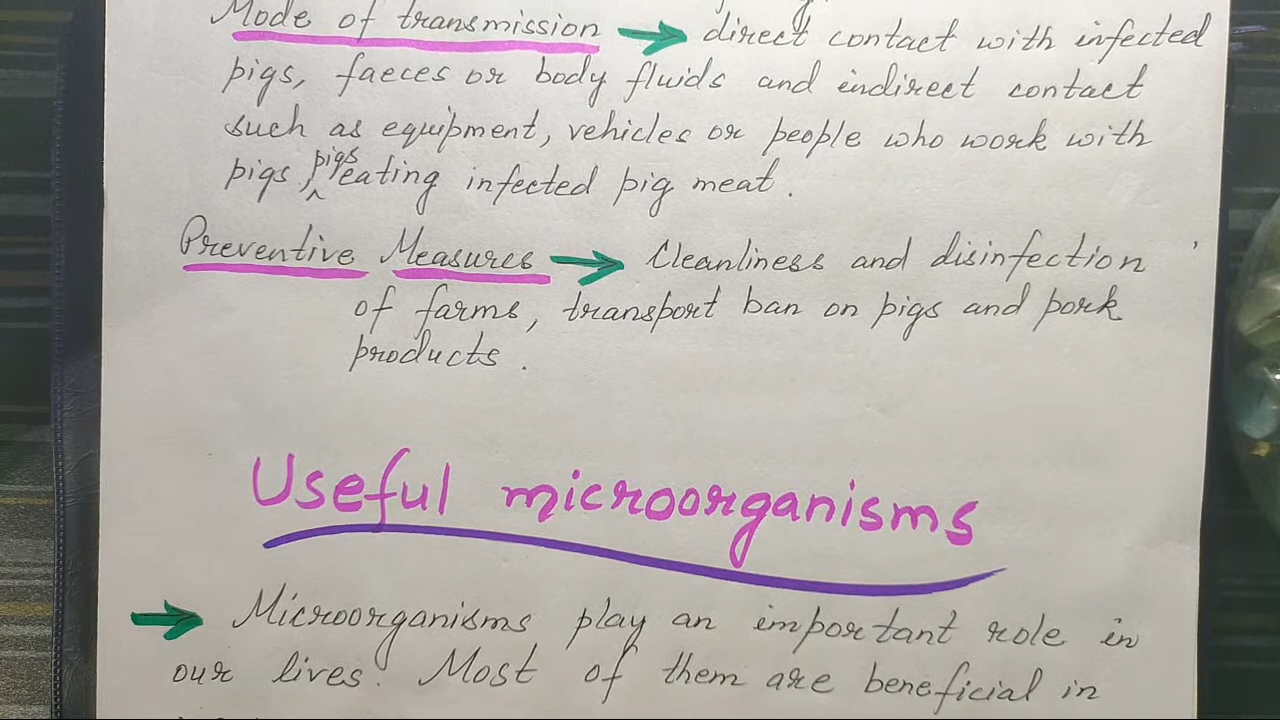 Mode of transmission → direct contact with infected
pigs, faeces or body fluids and indirect contact
such as equipment, vehicles or people who work with
pigs, pigs eating infected pig meat.
Preventive Measures → Cleanliness and disinfection
of farms, transport ban on pigs and pork
products.
Useful microorganisms
→ Microorganisms play an important role in
our lives. Most of them are beneficial in